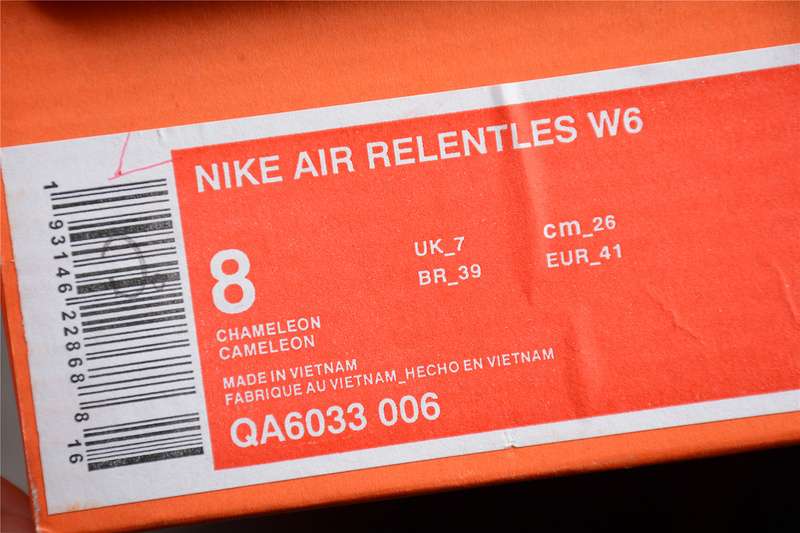 NIKE AIR RELENTLES W6
8
UK_7
cm_26
BR_39
EUR_41
CHAMELEON
CAMELEON
MADE IN VIETNAM
FABRIQUE AU VIETNAM_HECHO EN VIETNAM
QA6033 006
1 93146 22868 8 16